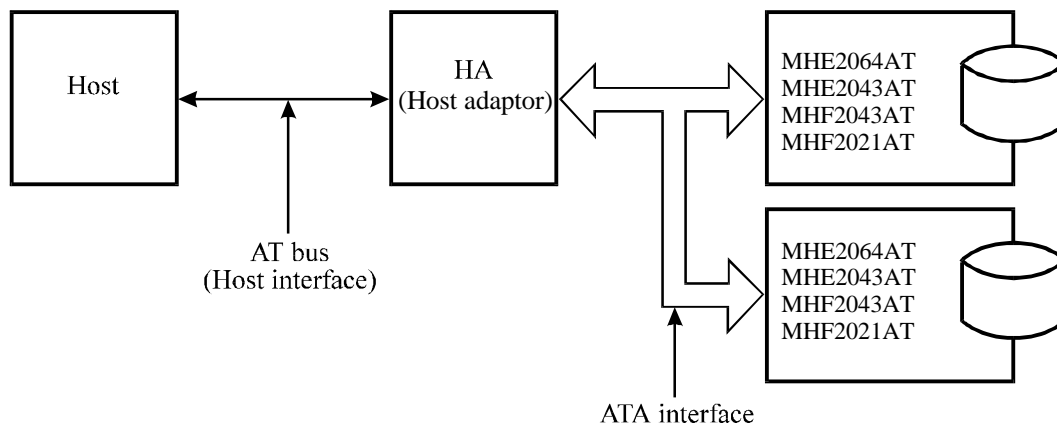 Host
HA
(Host adaptor)
MHE2064AT
MHE2043AT
MHF2043AT
MHF2021AT
AT bus
(Host interface)
MHE2064AT
MHE2043AT
MHF2043AT
MHF2021AT
ATA interface